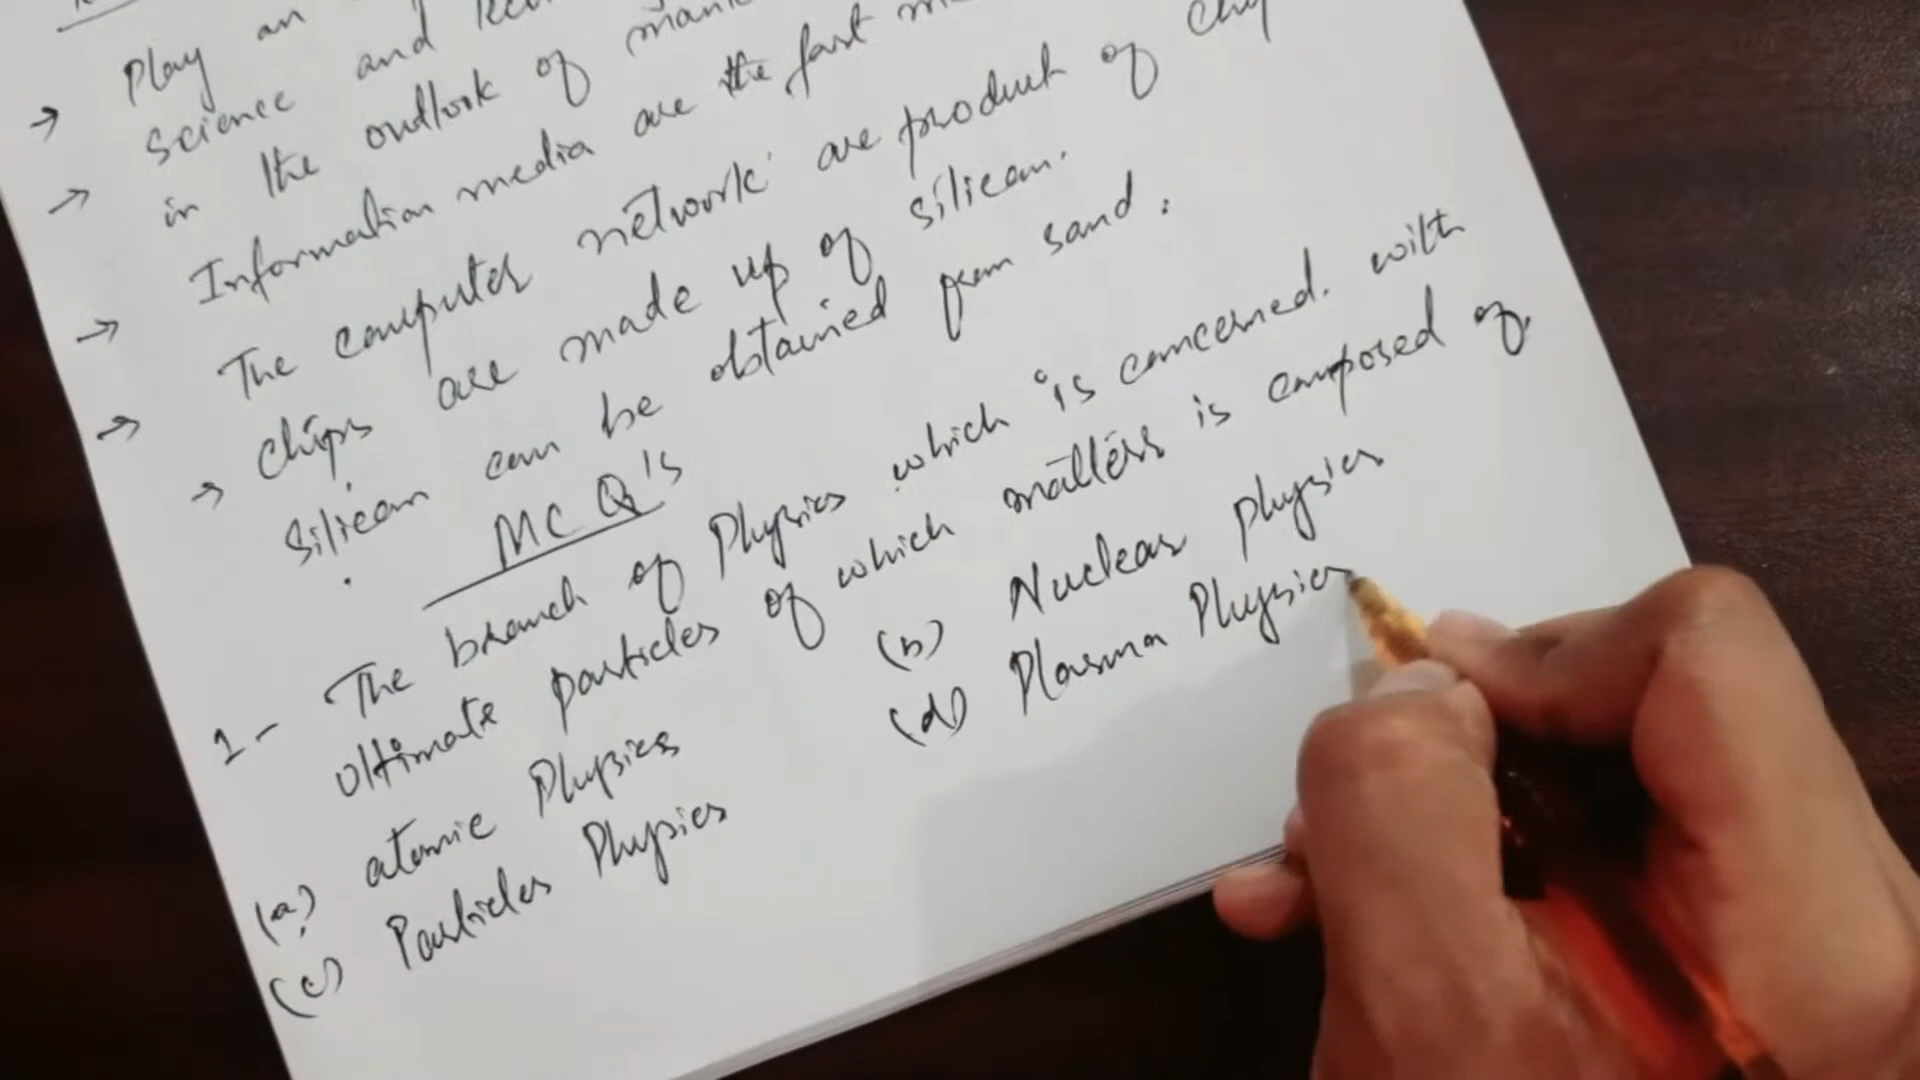 → Play an
science and
→ in the outlook of
Information media are the fast
→ The computer network are product of
→ chips are made up of silicon.
→ Silicon can be obtained from sand.
MCQ's
1- The branch of Physics which is concerned. with
ultimate particles of which matters is composed of.
(a) atomic Physics (b) Nuclear physics
(c) Particles Physics (d) Plasma Physics